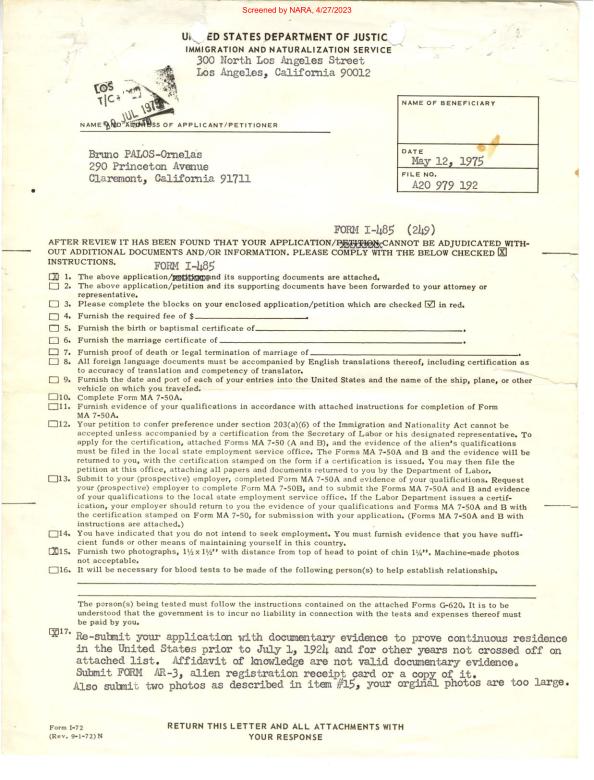 Screened by NARA, 4/27/2023
UNITED STATES DEPARTMENT OF JUSTIC
IMMIGRATION AND NATURALIZATION SERVICE
300 North Los Angeles Street
Los Angeles, California 90012
LOS
T/C
JUL 1975
NAME AND ADDRESS OF APPLICANT/PETITIONER
NAME OF BENEFICIARY
Bruno PALOS-Ornelas
290 Princeton Avenue
Claremont, California 91711
DATE
May 12, 1975
FILE NO.
A20 979 192
FORM I-485 (249)
AFTER REVIEW IT HAS BEEN FOUND THAT YOUR APPLICATION/PETITION CANNOT BE ADJUDICATED WITH-
OUT ADDITIONAL DOCUMENTS AND/OR INFORMATION. PLEASE COMPLY WITH THE BELOW CHECKED X
INSTRUCTIONS.
FORM I-485
X 1. The above application/petition and its supporting documents are attached.
2. The above application/petition and its supporting documents have been forwarded to your attorney or
representative.
3. Please complete the blocks on your enclosed application/petition which are checked ✓ in red.
4. Furnish the required fee of $
5. Furnish the birth or baptismal certificate of
6. Furnish the marriage certificate of
7. Furnish proof of death or legal termination of marriage of
8. All foreign language documents must be accompanied by English translations thereof, including certification as
to accuracy of translation and competency of translator.
9. Furnish the date and port of each of your entries into the United States and the name of the ship, plane, or other
vehicle on which you traveled.
10. Complete Form MA 7-50A.
11. Furnish evidence of your qualifications in accordance with attached instructions for completion of Form
MA 7-50A.
12. Your petition to confer preference under section 203(a)(6) of the Immigration and Nationality Act cannot be
accepted unless accompanied by a certification from the Secretary of Labor or his designated representative. To
apply for the certification, attached Forms MA 7-50 (A and B), and the evidence of the alien's qualifications
must be filed in the local state employment service office. The Forms MA 7-50A and B and the evidence will be
returned to you, with the certification stamped on the form if a certification is issued. You may then file the
petition at this office, attaching all papers and documents returned to you by the Department of Labor.
13. Submit to your (prospective) employer, completed Form MA 7-50A and evidence of your qualifications. Request
your (prospective) employer to complete Form MA 7-50B, and to submit the Forms MA 7-50A and B and evidence
of your qualifications to the local state employment service office. If the Labor Department issues a certif-
ication, your employer should return to you the evidence of your qualifications and Forms MA 7-50A and B with
the certification stamped on Form MA 7-50, for submission with your application. (Forms MA 7-50A and B with
instructions are attached.)
14. You have indicated that you do not intend to seek employment. You must furnish evidence that you have suffi-
cient funds or other means of maintaining yourself in this country.
X 15. Furnish two photographs, 1½ x 1½" with distance from top of head to point of chin 1¼". Machine-made photos
not acceptable.
16. It will be necessary for blood tests to be made of the following person(s) to help establish relationship.
The person(s) being tested must follow the instructions contained on the attached Forms G-620. It is to be
understood that the government is to incur no liability in connection with the tests and expenses thereof must
be paid by you.
X 17. Re-submit your application with documentary evidence to prove continuous residence
in the United States prior to July 1, 1924 and for other years not crossed off on
attached list. Affidavit of knowledge are not valid documentary evidence.
Submit FORM AR-3, alien registration receipt card or a copy of it.
Also submit two photos as described in item #15, your orginal photos are too large.
Form I-72
(Rev. 9-1-72) N
RETURN THIS LETTER AND ALL ATTACHMENTS WITH
YOUR RESPONSE